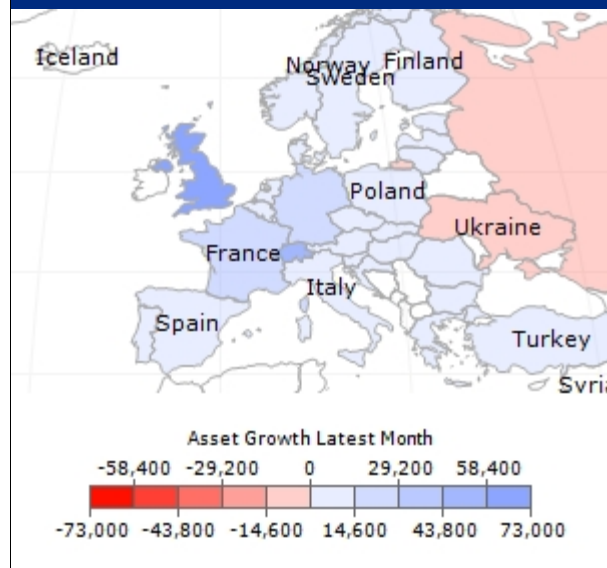 Iceland
Norway
Finland
Sweden
Poland
Ukraine
France
Italy
Spain
Turkey
Syria
Asset Growth Latest Month
-58,400 -29,200 0 29,200 58,400
-73,000 -43,800 -14,600 14,600 43,800 73,000